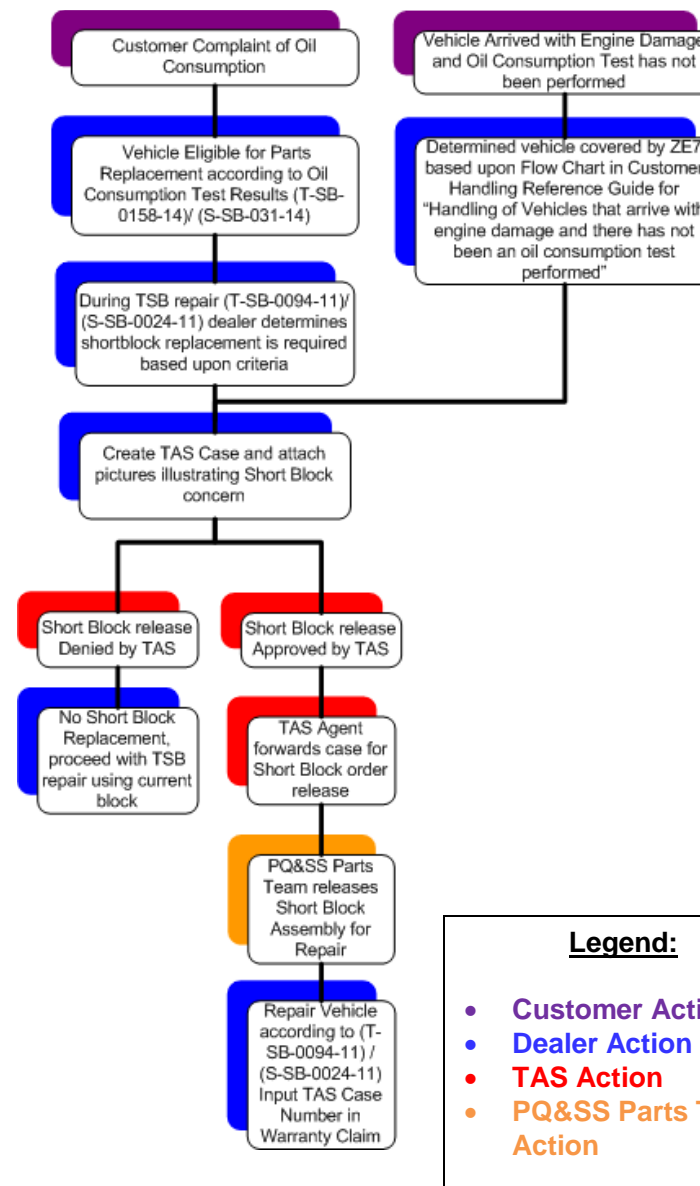 Customer Complaint of Oil
Consumption
Vehicle Arrived with Engine Damage
and Oil Consumption Test has not
been performed
Vehicle Eligible for Parts
Replacement according to Oil
Consumption Test Results (T-SB-
0158-14)/ (S-SB-031-14)
Determined vehicle covered by ZE7
based upon Flow Chart in Customer
Handling Reference Guide for
“Handling of Vehicles that arrive with
engine damage and there has not
been an oil consumption test
performed”
During TSB repair (T-SB-0094-11)/
(S-SB-0024-11) dealer determines
shortblock replacement is required
based upon criteria
Create TAS Case and attach
pictures illustrating Short Block
concern
Short Block release
Denied by TAS
Short Block release
Approved by TAS
No Short Block
Replacement,
proceed with TSB
repair using current
block
TAS Agent
forwards case for
Short Block order
release
PQ&SS Parts
Team releases
Short Block
Assembly for
Repair
Repair Vehicle
according to (T-
SB-0094-11) /
(S-SB-0024-11)
Input TAS Case
Number in
Warranty Claim
Legend:
• Customer Acti
• Dealer Action
• TAS Action
• PQ&SS Parts T
Action